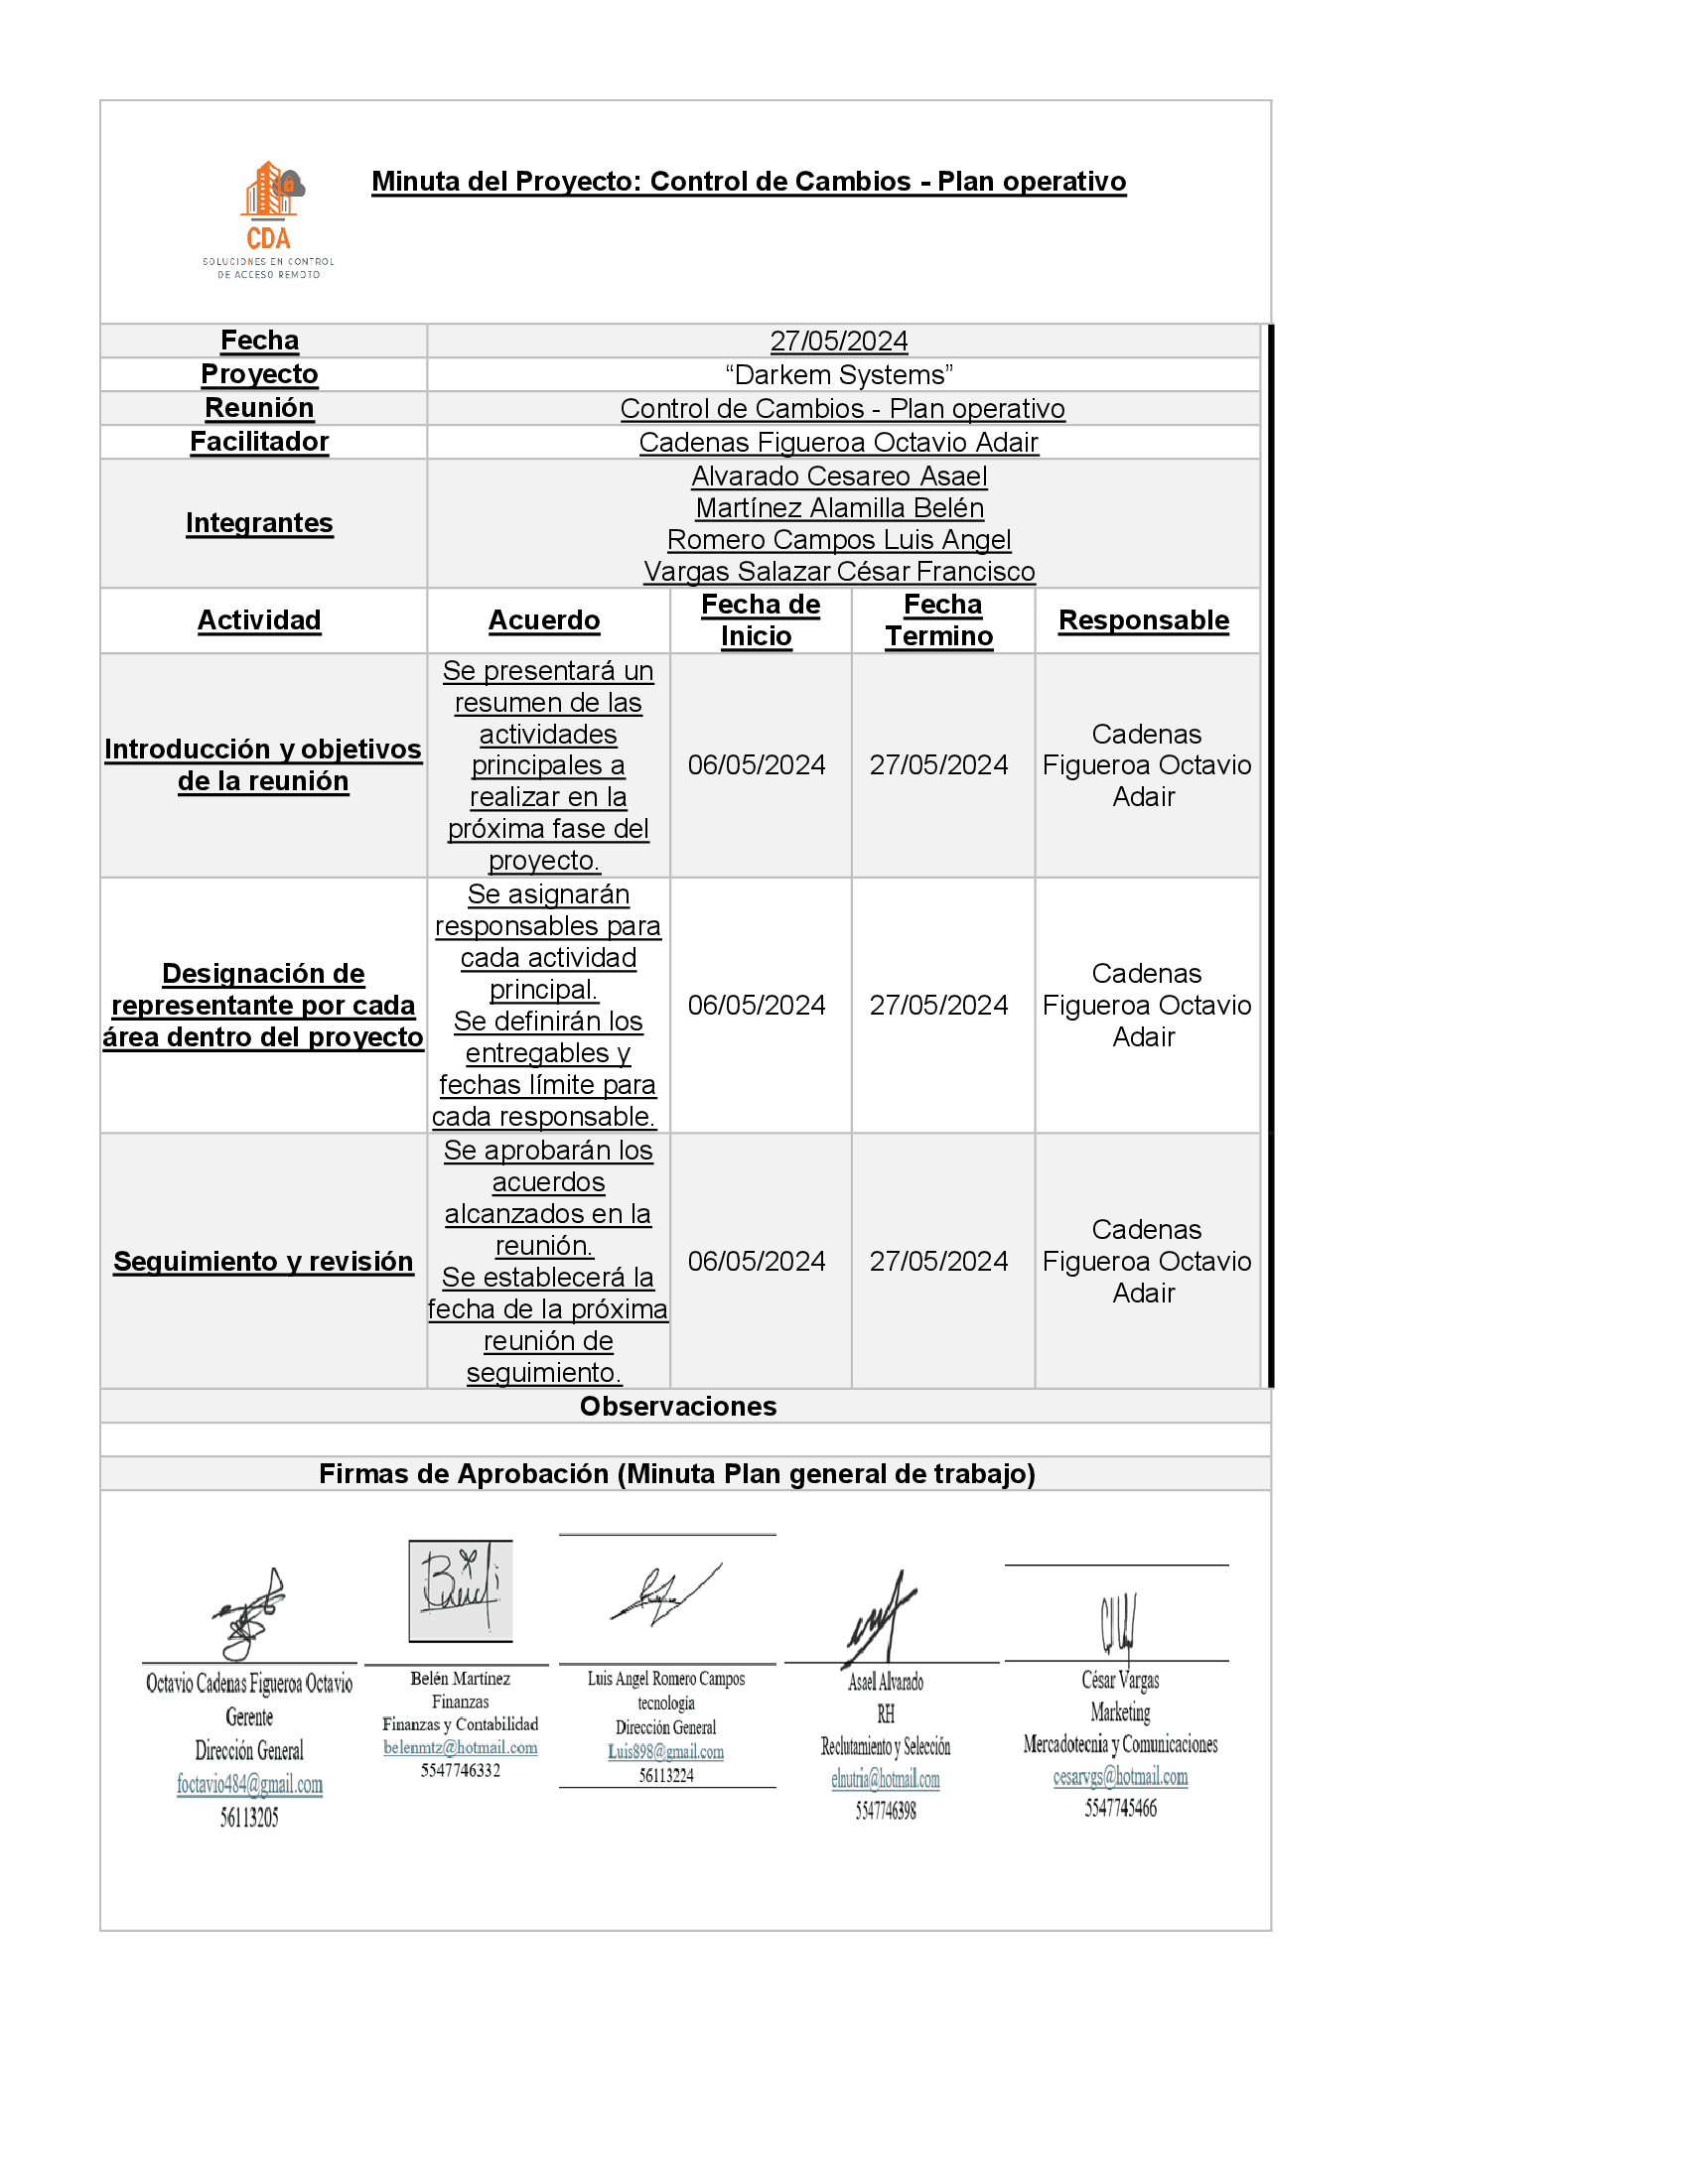 Minuta del Proyecto: Control de Cambios - Plan operativo
CDA
SOLUCIONES EN CONTROL
DE ACCESO REMOTO
Fecha
27/05/2024
Proyecto
“Darkem Systems”
Reunión
Control de Cambios - Plan operativo
Facilitador
Cadenas Figueroa Octavio Adair
Integrantes
Alvarado Cesareo Asael
Martínez Alamilla Belén
Romero Campos Luis Angel
Vargas Salazar César Francisco
Actividad
Acuerdo
Fecha de
Inicio
Fecha
Termino
Responsable
Introducción y objetivos
de la reunión
Se presentará un
resumen de las
actividades
principales a
realizar en la
próxima fase del
proyecto.
06/05/2024
27/05/2024
Cadenas
Figueroa Octavio
Adair
Designación de
representante por cada
área dentro del proyecto
Se asignarán
responsables para
cada actividad
principal.
Se definirán los
entregables y
fechas límite para
cada responsable.
06/05/2024
27/05/2024
Cadenas
Figueroa Octavio
Adair
Seguimiento y revisión
Se aprobarán los
acuerdos
alcanzados en la
reunión.
Se establecerá la
fecha de la próxima
reunión de
seguimiento.
06/05/2024
27/05/2024
Cadenas
Figueroa Octavio
Adair
Observaciones
Firmas de Aprobación (Minuta Plan general de trabajo)
Octavio Cadenas Figueroa Octavio
Gerente
Dirección General
foctavio484@gmail.com
56113205
Belén Martínez
Finanzas
Finanzas y Contabilidad
belenmtz@hotmail.com
5547746332
Luis Angel Romero Campos
tecnología
Dirección General
Luis898@gmail.com
56113224
Asael Alvarado
RH
Reclutamiento y Selección
elnutria@hotmail.com
5547746398
César Vargas
Marketing
Mercadotecnia y Comunicaciones
cesarvgs@hotmail.com
5547745466